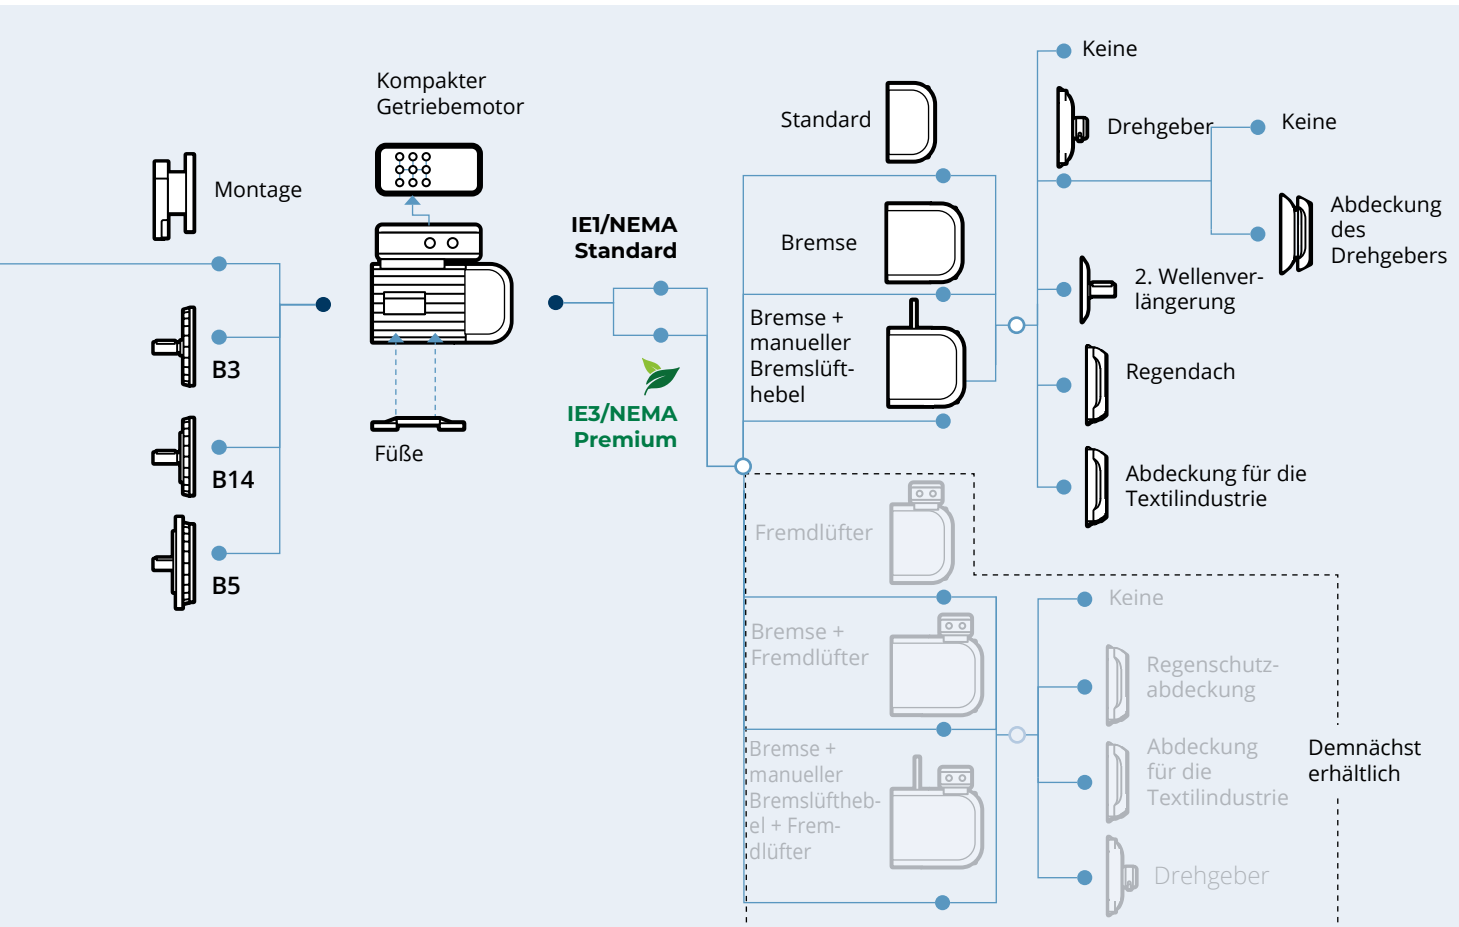 Kompakter
Getriebemotor
Montage
B3
B14
B5
Füße
IE1/NEMA
Standard
IE3/NEMA
Premium
Standard
Bremse
Bremse +
manueller
Bremslüft-
hebel
Keine
Drehgeber
Keine
Abdeckung
des
Drehgebers
2. Wellenver-
längerung
Regendach
Abdeckung für die
Textilindustrie
Fremdlüfter
Bremse +
Fremdlüfter
Bremse +
manueller
Bremslüftheb-
el + Frem-
dlüfter
Keine
Regenschutz-
abdeckung
Abdeckung
für die
Textilindustrie
Drehgeber
Demnächst
erhältlich